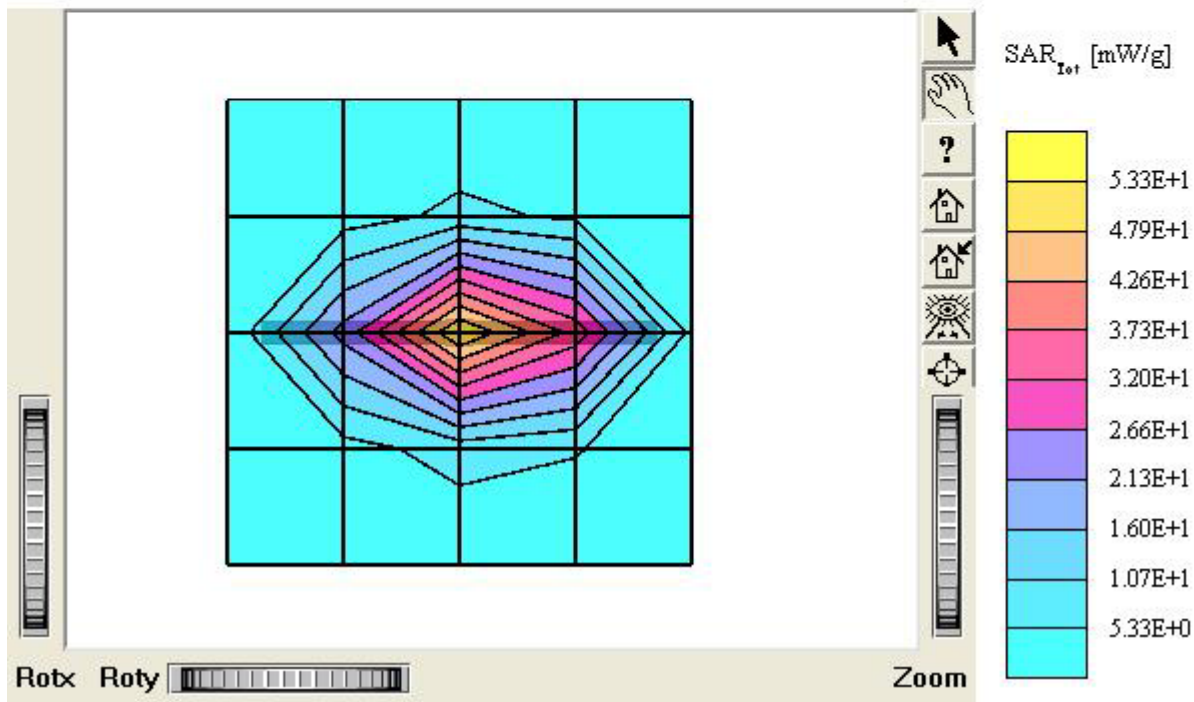 SARTot [mW/g]
?
5.33E+1
4.79E+1
4.26E+1
3.73E+1
3.20E+1
2.66E+1
2.13E+1
1.60E+1
1.07E+1
5.33E+0
Rotx Roty Zoom